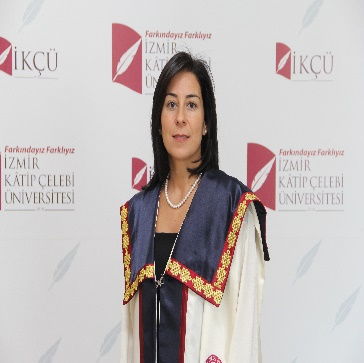 Farkındayız Farklıyız
İZMİR
KÂTİP ÇELEBİ
ÜNİVERSİTESİ
İKÇÜ
İKÇÜ
Farkındayız Farklıyız
İZMİR
KÂTİP ÇELEBİ
ÜNİVERSİTESİ
Farkındayız Farklıyız
İZMİR
KÂTİP ÇELEBİ
ÜNİVERSİTESİ